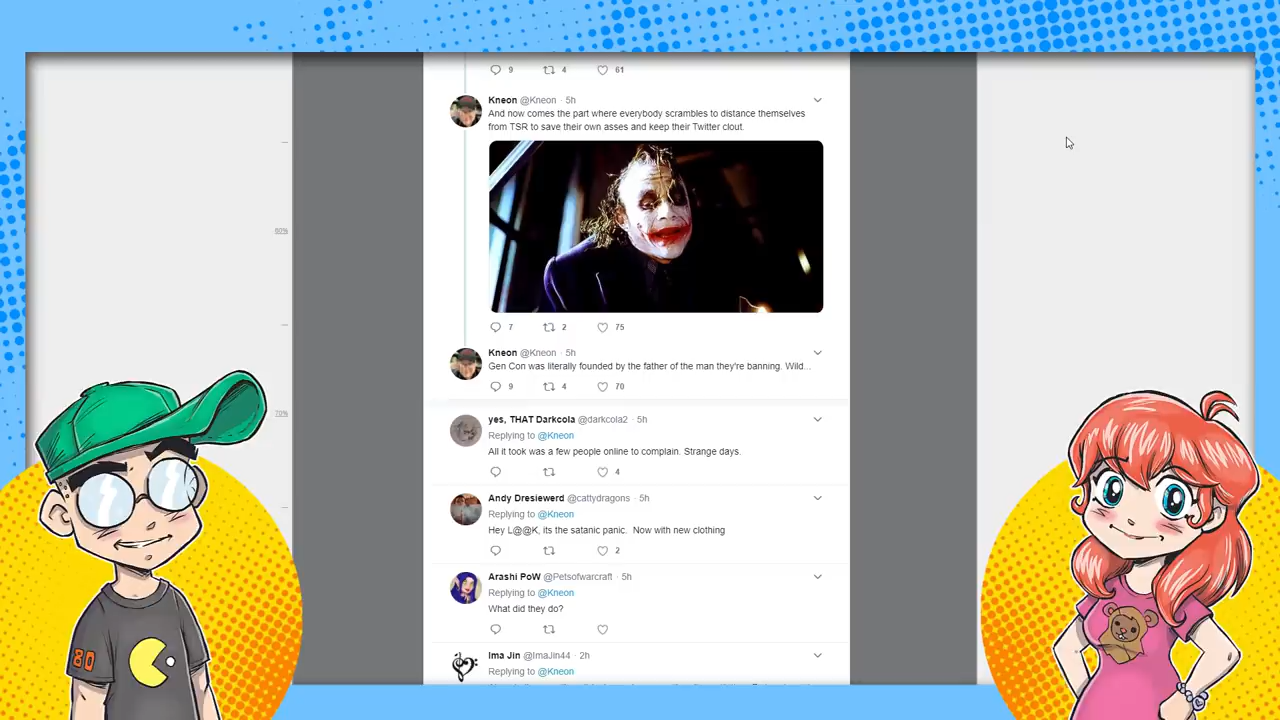 9 4 61
Kneon @Kneon · 5h
And now comes the part where everybody scrambles to distance themselves
from TSR to save their own asses and keep their Twitter clout.
60%
7 2 75
Kneon @Kneon · 5h
Gen Con was literally founded by the father of the man they're banning. Wild...
9 4 70
70%
yes, THAT Darkcola @darkcola2 · 5h
Replying to @Kneon
All it took was a few people online to complain. Strange days.
4
Andy Dresiewerd @cattydragons · 5h
Replying to @Kneon
Hey L@@K, its the satanic panic. Now with new clothing
2
Arashi PoW @Petsofwarcraft · 5h
Replying to @Kneon
What did they do?
80
Ima Jin @ImaJin44 · 2h
Replying to @Kneon